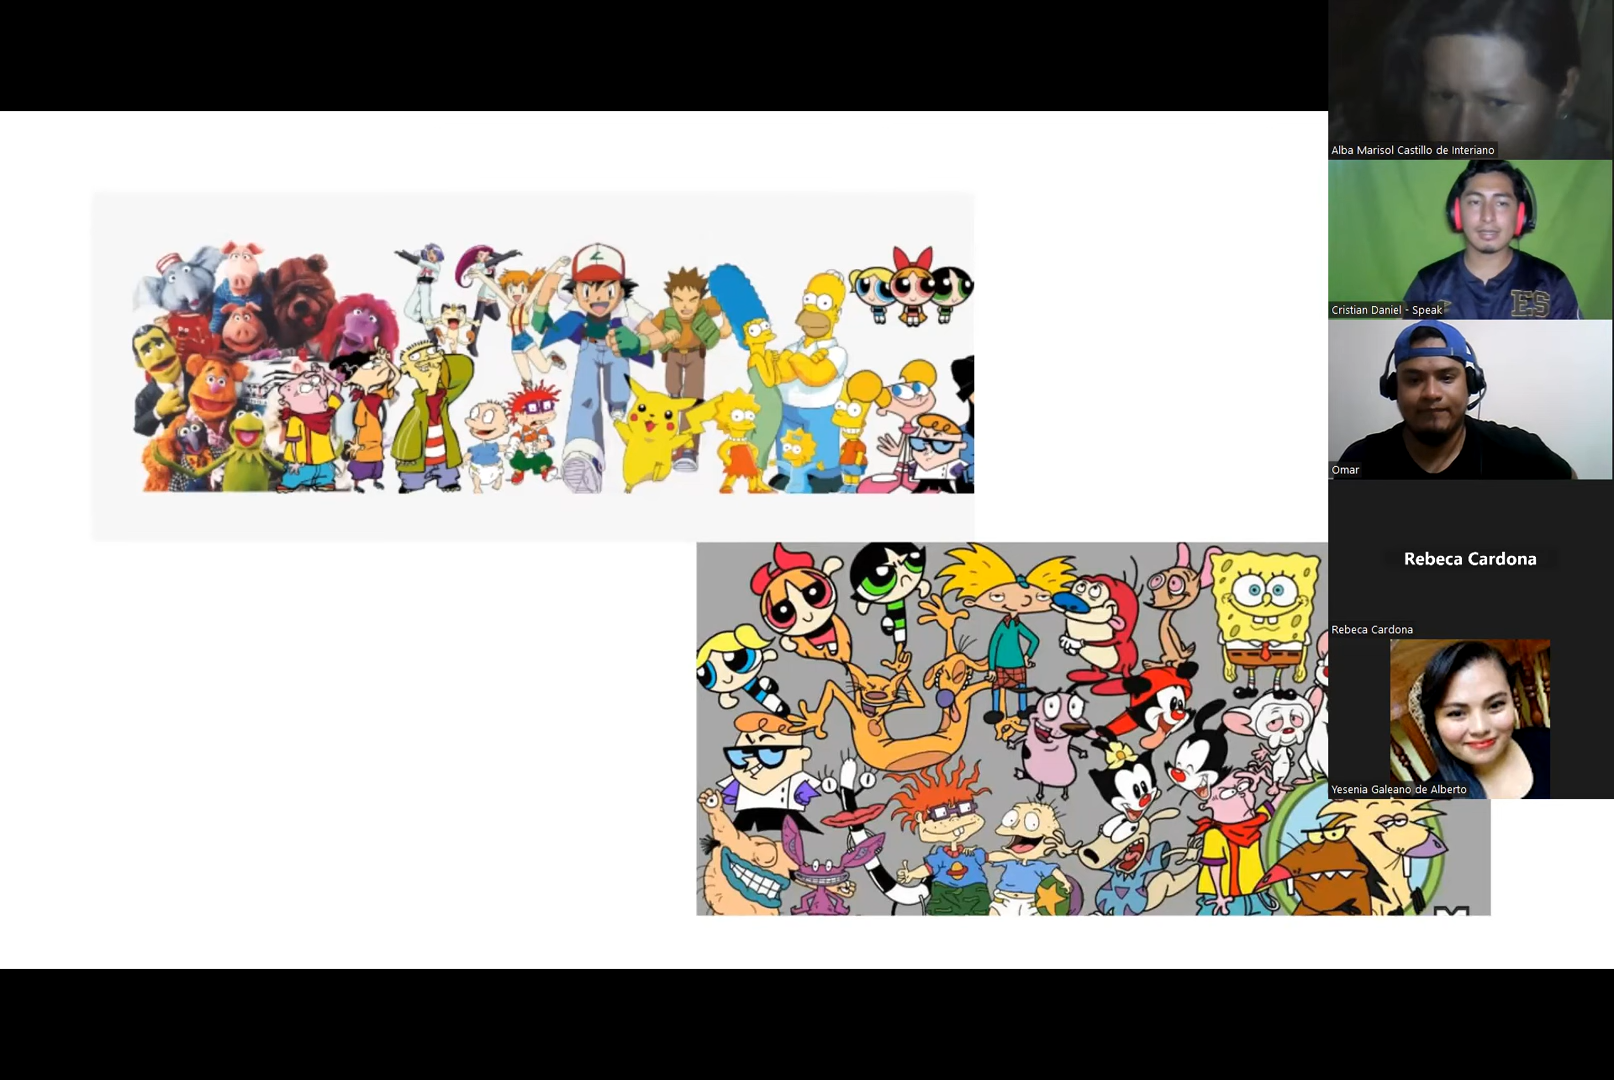 Alba Marisol Castillo de Interiano
ES
Cristian Daniel - Speak
Omar
Rebeca Cardona
Rebeca Cardona
Yesenia Galeano de Alberto